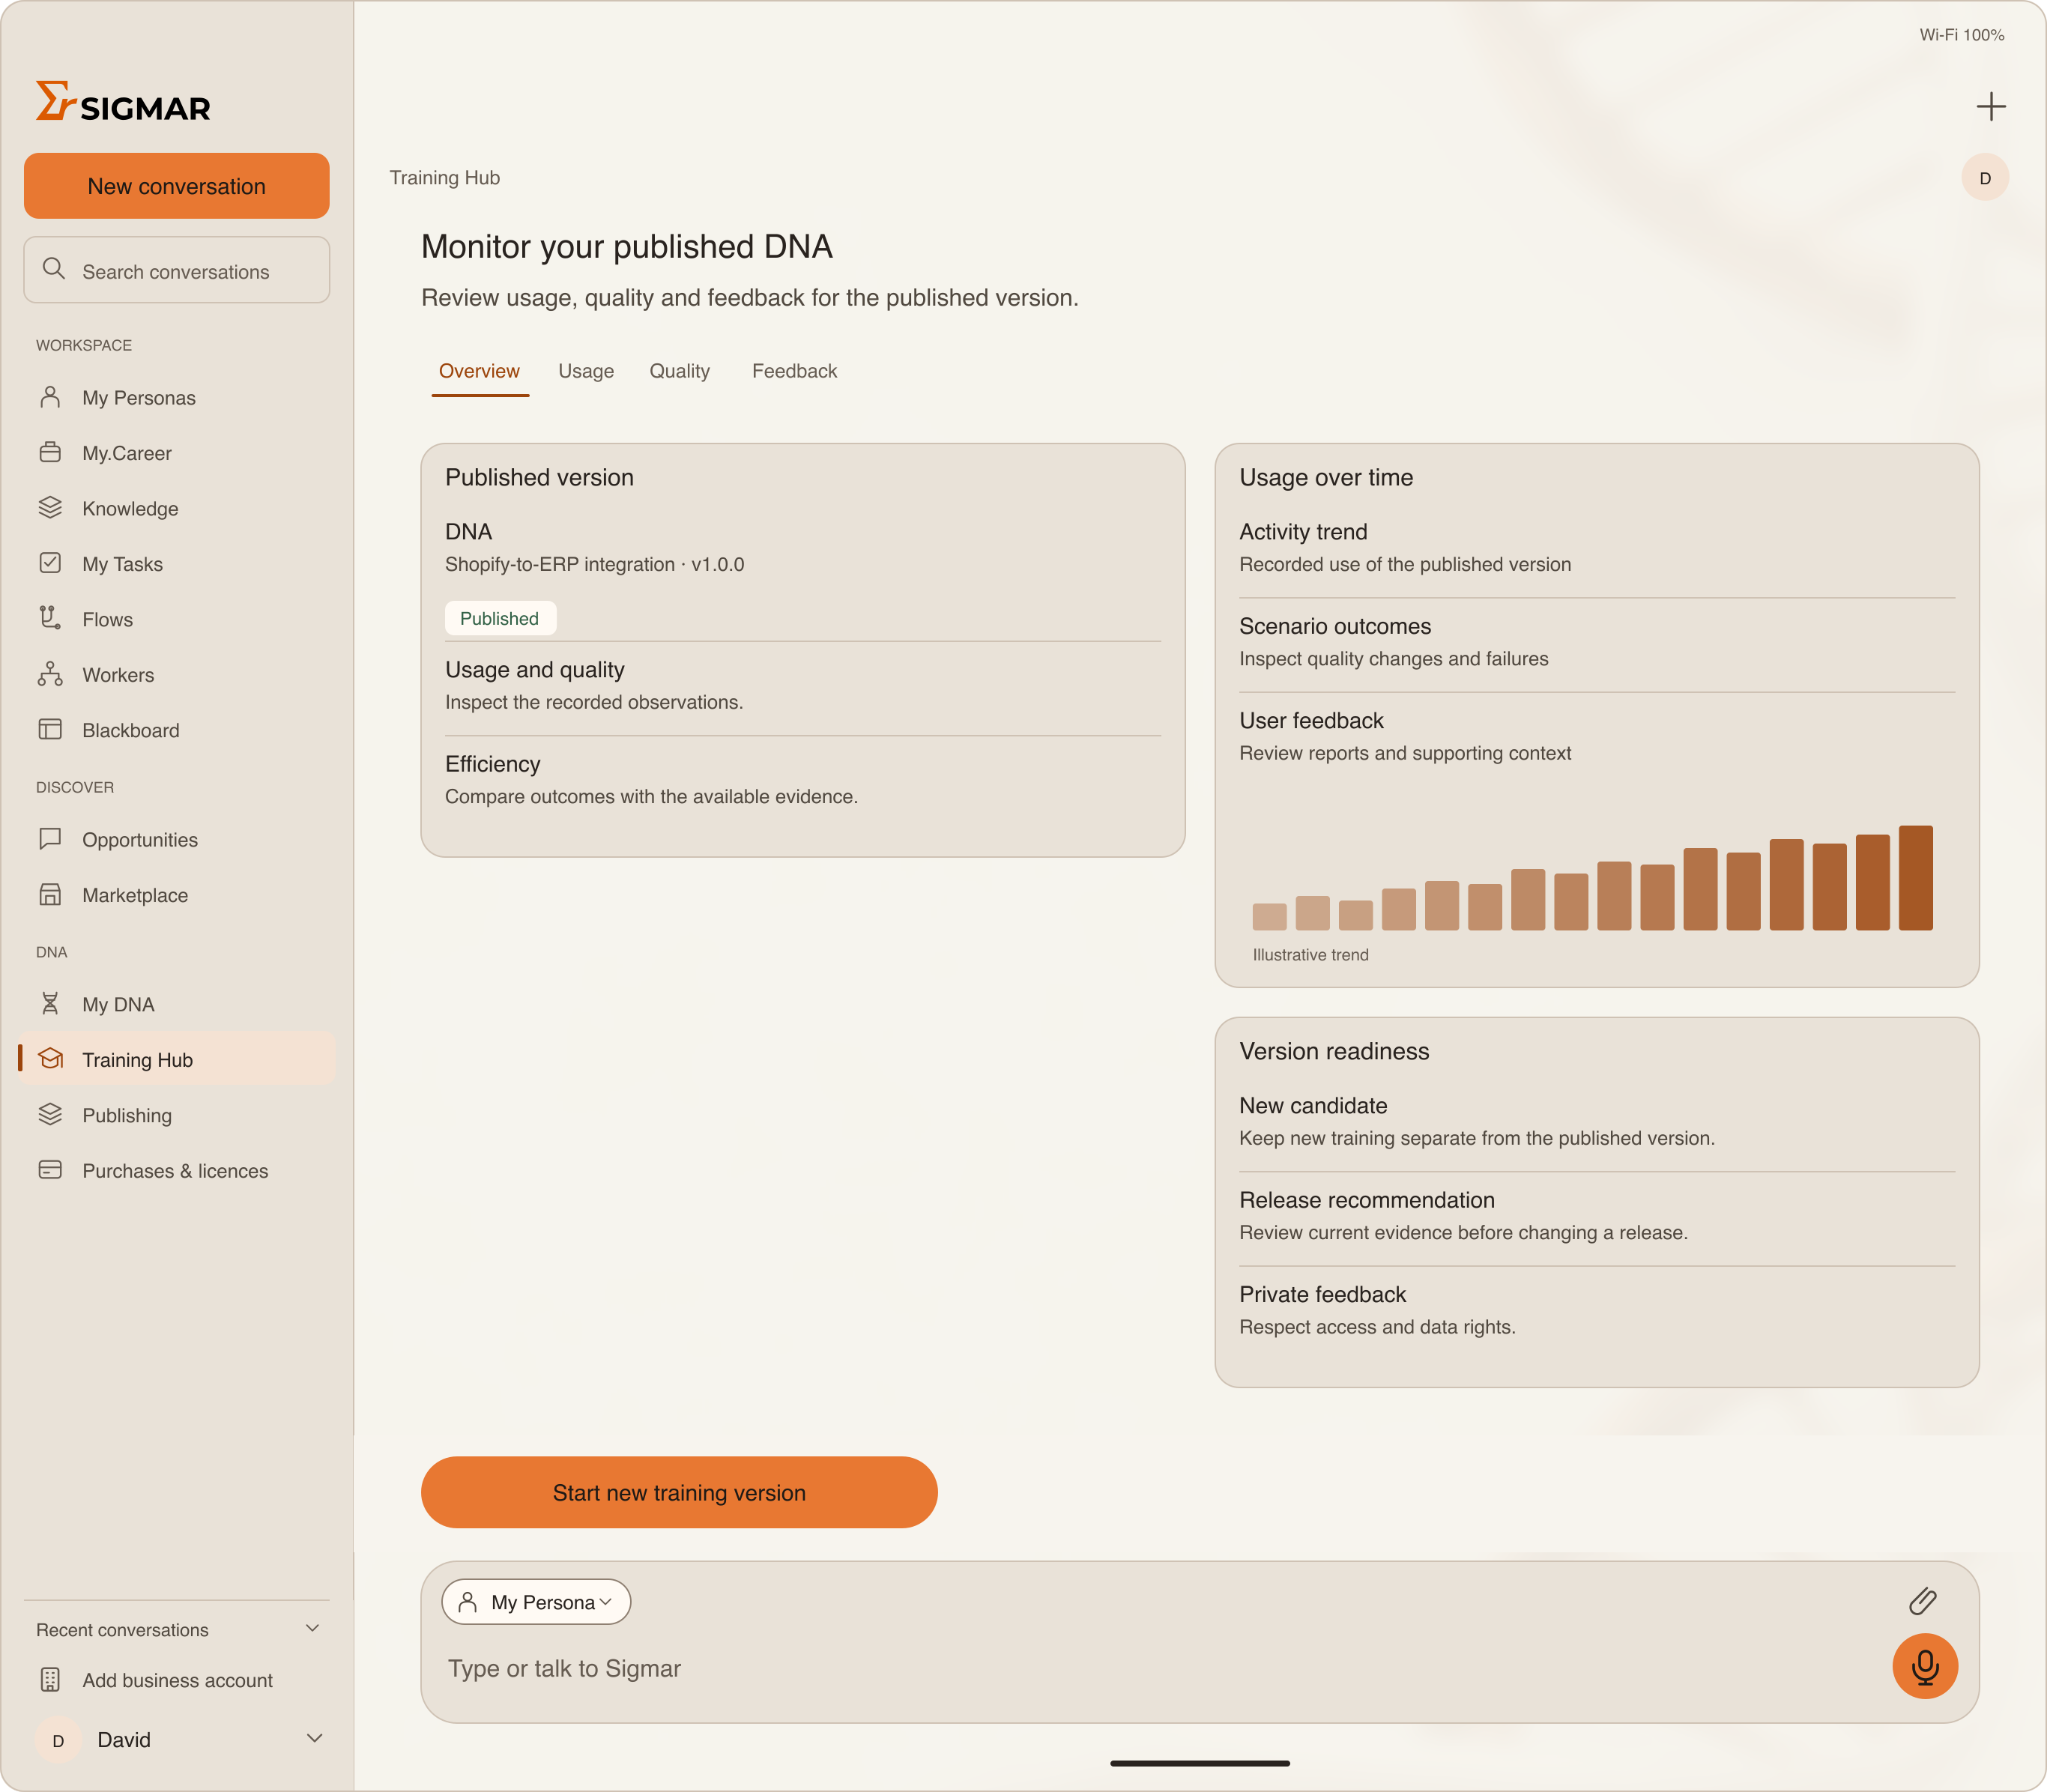 Wi-Fi 100%
Σr SIGMAR
New conversation
Search conversations
WORKSPACE
My Personas
My.Career
Knowledge
My Tasks
Flows
Workers
Blackboard
DISCOVER
Opportunities
Marketplace
DNA
My DNA
Training Hub
Publishing
Purchases & licences
Recent conversations
Add business account
D
David
Training Hub
D
Monitor your published DNA
Review usage, quality and feedback for the published version.
Overview
Usage
Quality
Feedback
Published version
DNA
Shopify-to-ERP integration · v1.0.0
Published
Usage and quality
Inspect the recorded observations.
Efficiency
Compare outcomes with the available evidence.
Usage over time
Activity trend
Recorded use of the published version
Scenario outcomes
Inspect quality changes and failures
User feedback
Review reports and supporting context
Illustrative trend
Version readiness
New candidate
Keep new training separate from the published version.
Release recommendation
Review current evidence before changing a release.
Private feedback
Respect access and data rights.
Start new training version
My Persona
Type or talk to Sigmar